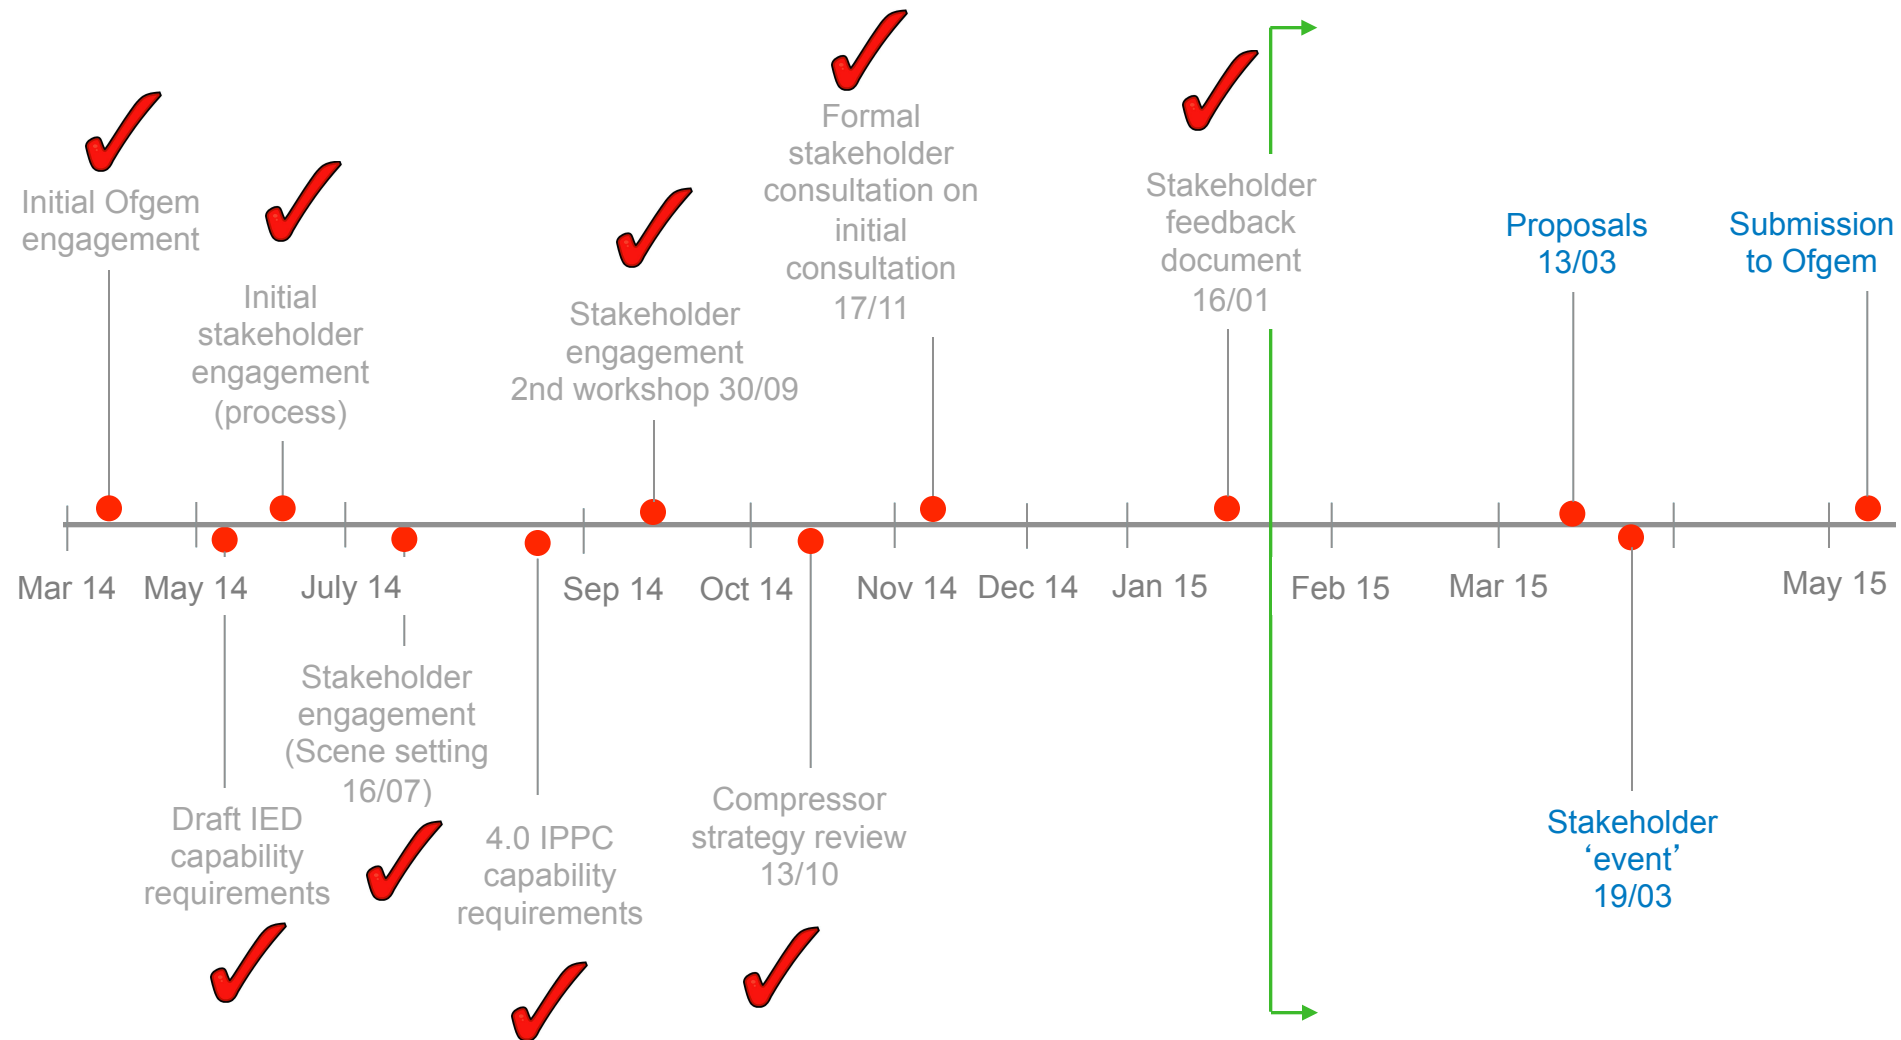 Initial Ofgem
engagement
Initial
stakeholder
engagement
(process)
Stakeholder
engagement
2nd workshop 30/09
Formal
stakeholder
consultation on
initial
consultation
17/11
Stakeholder
feedback
document
16/01
Proposals
13/03
Submission
to Ofgem
Mar 14
May 14
July 14
Sep 14
Oct 14
Nov 14
Dec 14
Jan 15
Feb 15
Mar 15
May 15
Draft IED
capability
requirements
Stakeholder
engagement
(Scene setting
16/07)
4.0 IPPC
capability
requirements
Compressor
strategy review
13/10
Stakeholder
‘event’
19/03